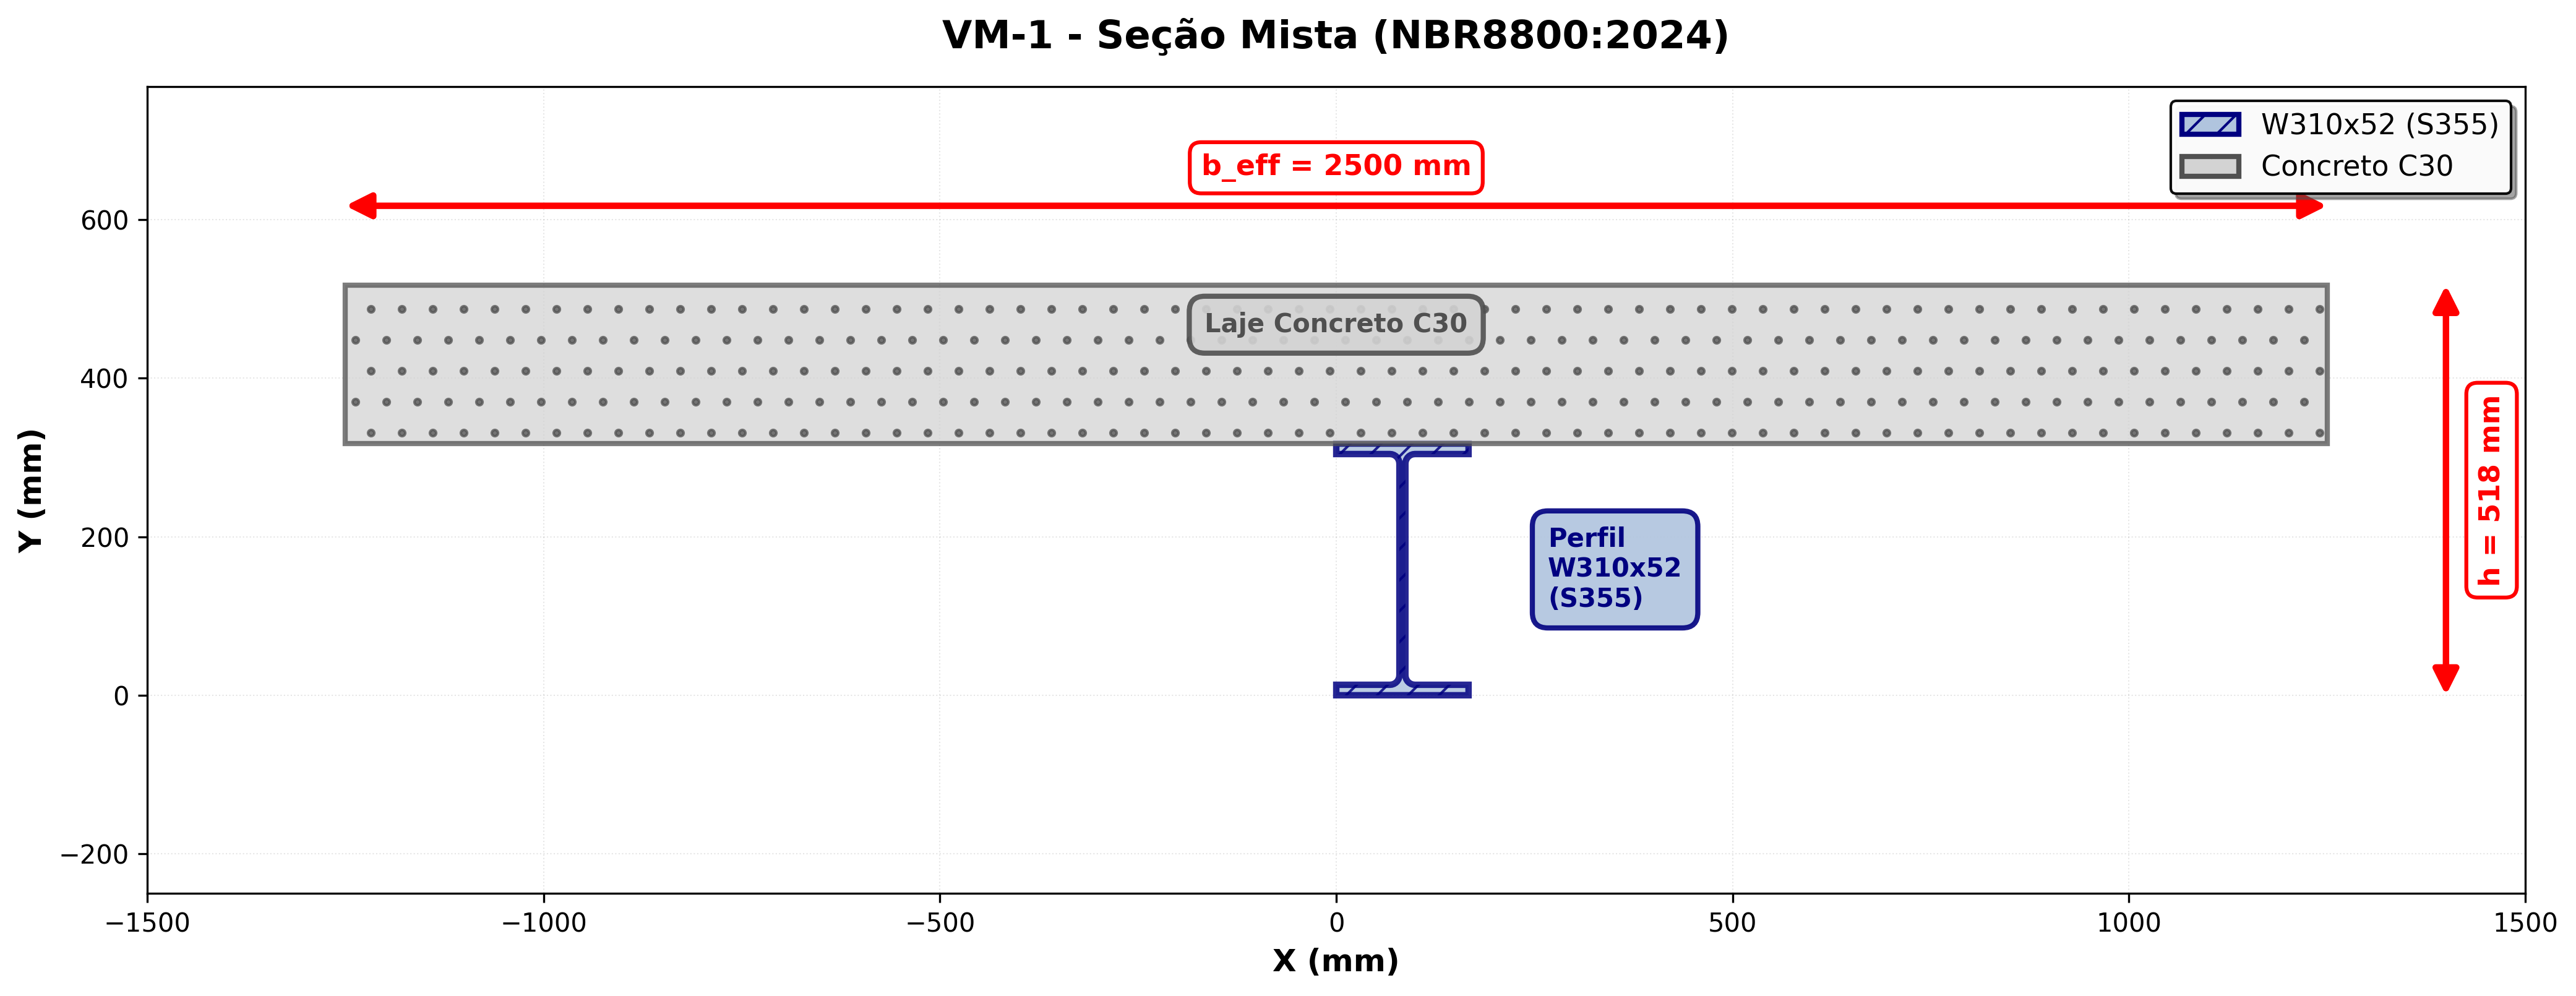 VM-1 - Seção Mista (NBR8800:2024)
W310x52 (S355)
Concreto C30
b_eff = 2500 mm
Laje Concreto C30
Perfil
W310x52
(S355)
h = 518 mm
Y (mm)
600
400
200
0
−200
−1500
−1000
−500
0
500
1000
1500
X (mm)